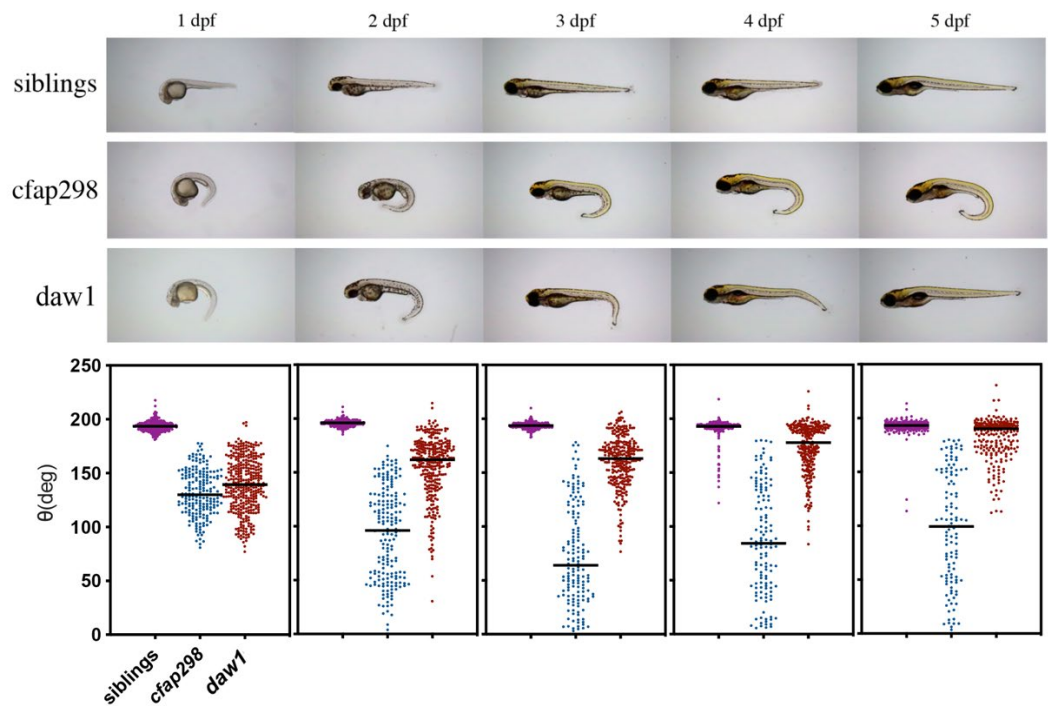 1 dpf 2 dpf 3 dpf 4 dpf 5 dpf
siblings
cfap298
daw1
250
200
150
100
50
0
θ(deg)
siblings
cfap298
daw1